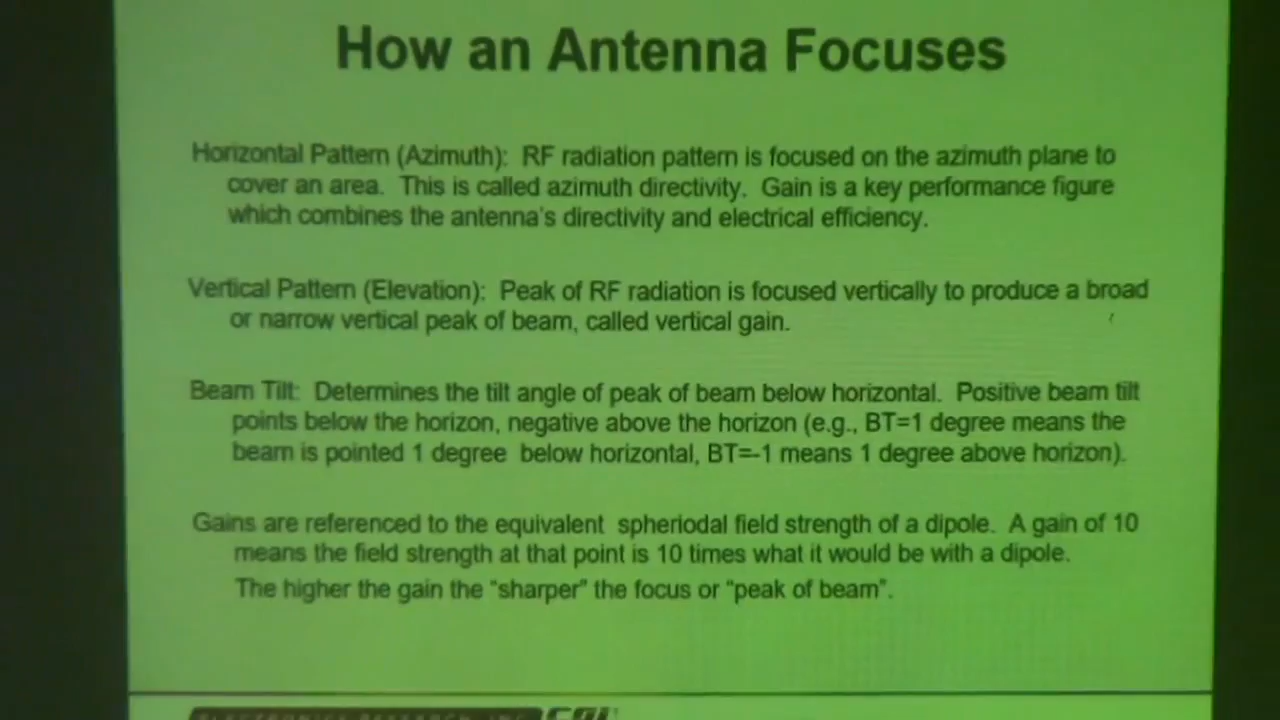 How an Antenna Focuses
Horizontal Pattern (Azimuth): RF radiation pattern is focused on the azimuth plane to
cover an area. This is called azimuth directivity. Gain is a key performance figure
which combines the antenna's directivity and electrical efficiency.
Vertical Pattern (Elevation): Peak of RF radiation is focused vertically to produce a broad
or narrow vertical peak of beam, called vertical gain.
Beam Tilt: Determines the tilt angle of peak of beam below horizontal. Positive beam tilt
points below the horizon, negative above the horizon (e.g., BT=1 degree means the
beam is pointed 1 degree below horizontal, BT=-1 means 1 degree above horizon).
Gains are referenced to the equivalent spheriodal field strength of a dipole. A gain of 10
means the field strength at that point is 10 times what it would be with a dipole.
The higher the gain the "sharper" the focus or "peak of beam".